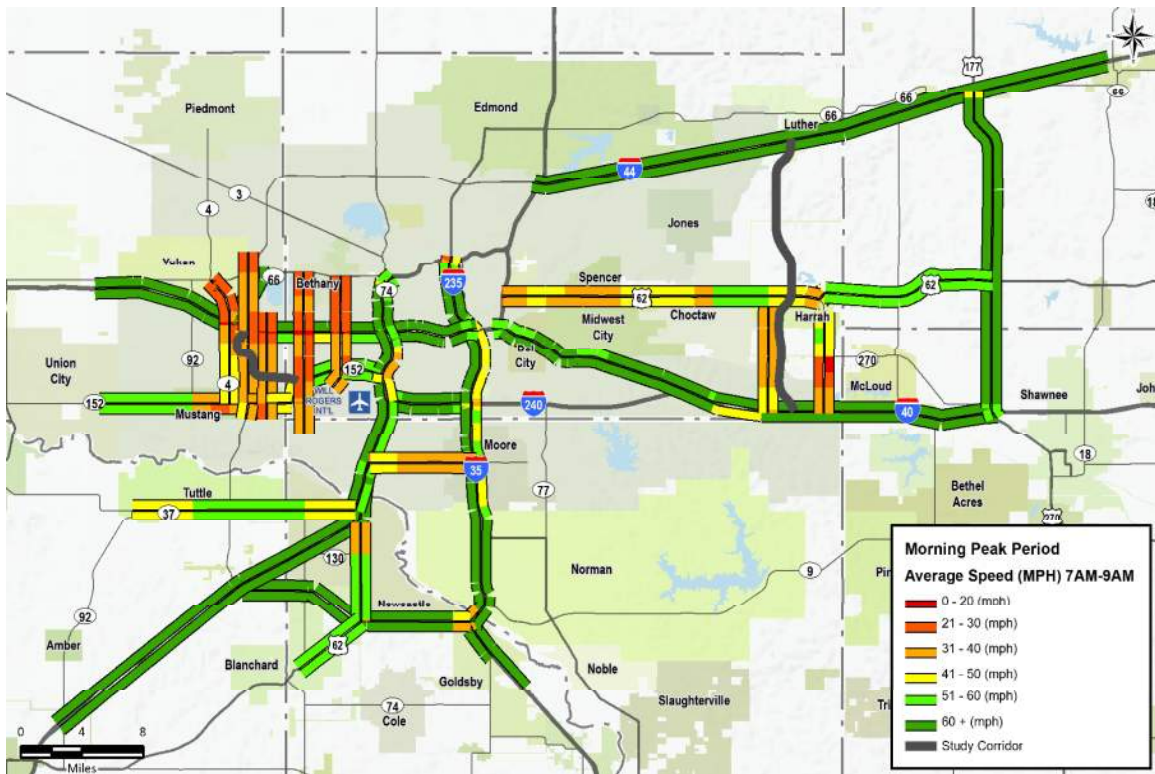 Piedmont
Edmond
177
66
66
66
Luther
44
3
4
Jones
18
Yukon
66
Bethany
74
235
Spencer
62
62
Choctaw
Harrah
Midwest
City
Del
City
Union
City
92
152
270
McLoud
4
WILL
ROGERS
INT'L
152
Mustang
240
40
Shawnee
Moore
35
18
Tuttle
37
77
Bethel
Acres
270
130
Norman
9
92
Newcastle
Amber
62
Blanchard
Goldsby
Noble
Slaughterville
74
Cole
0 4 8
Miles
Morning Peak Period
Average Speed (MPH) 7AM-9AM
0 - 20 (mph)
21 - 30 (mph)
31 - 40 (mph)
41 - 50 (mph)
51 - 60 (mph)
60 + (mph)
Study Corridor